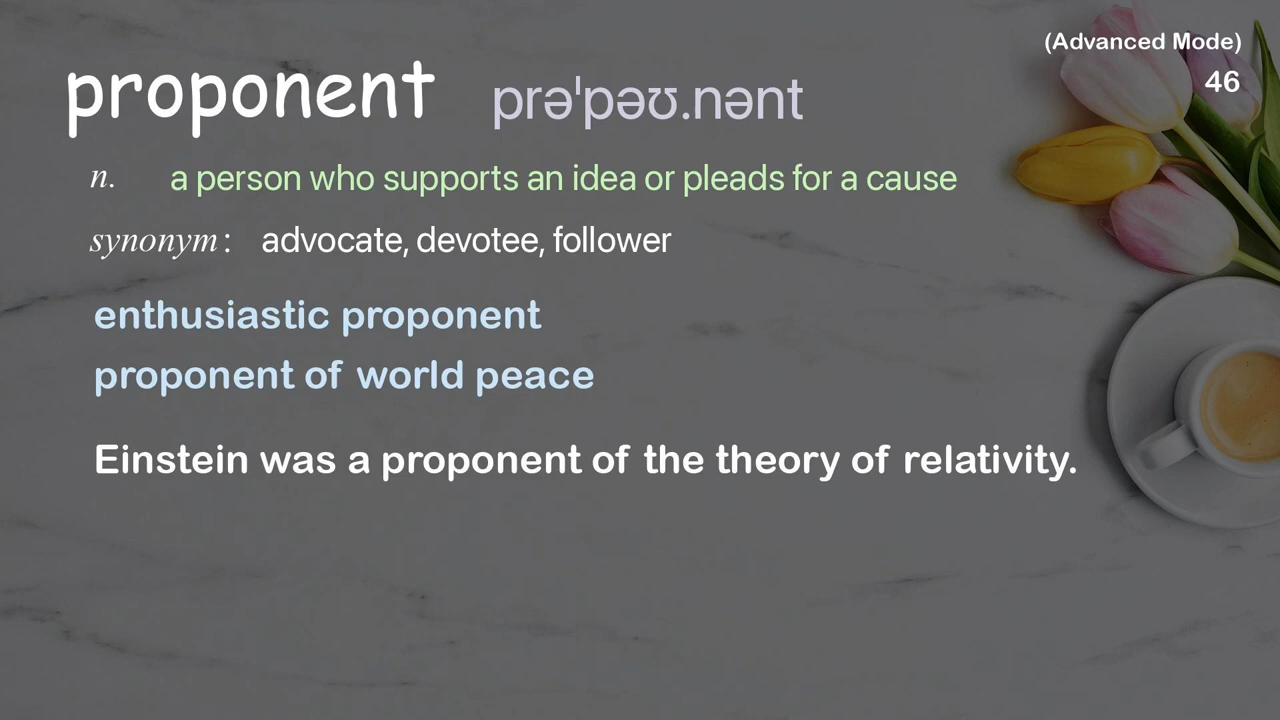 (Advanced Mode)
proponent prəˈpəʊ.nənt
46
n. a person who supports an idea or pleads for a cause
synonym: advocate, devotee, follower
enthusiastic proponent
proponent of world peace
Einstein was a proponent of the theory of relativity.